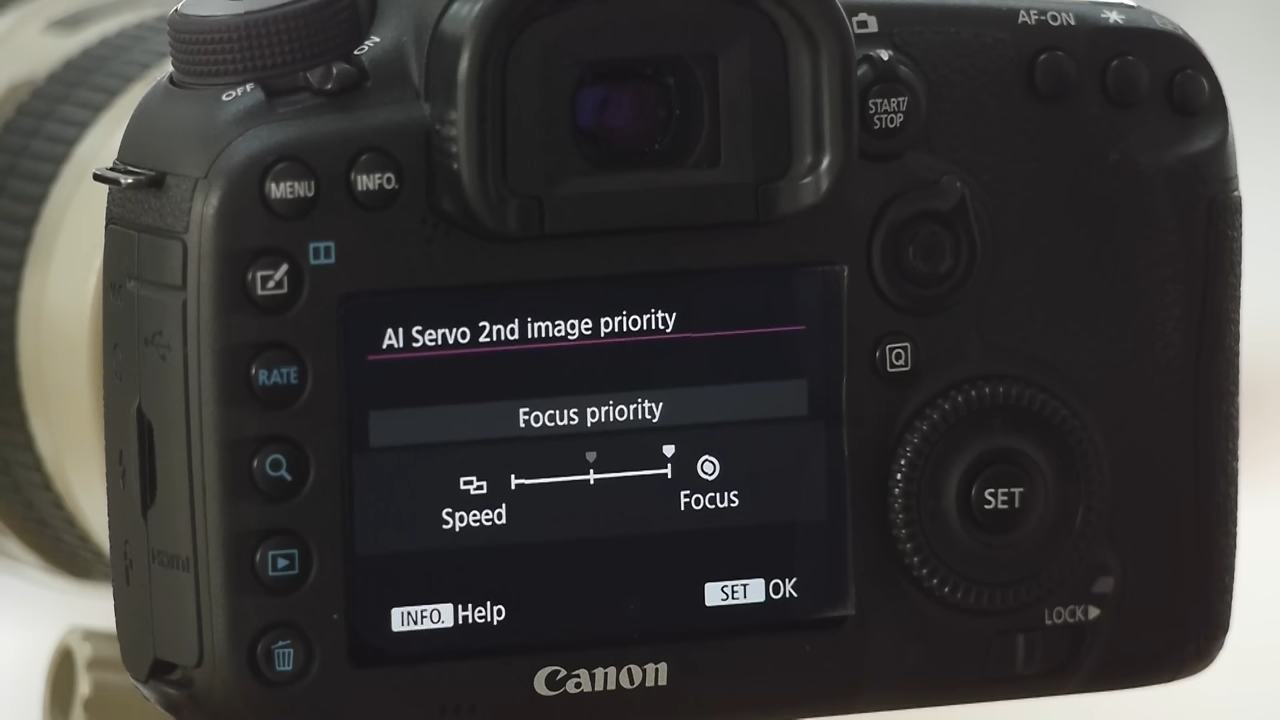 ON
OFF
AF-ON
START/
STOP
MENU
INFO.
RATE
AI Servo 2nd image priority
Q
Focus priority
Speed
Focus
SET
HDMI
INFO. Help
SET OK
LOCK
Canon